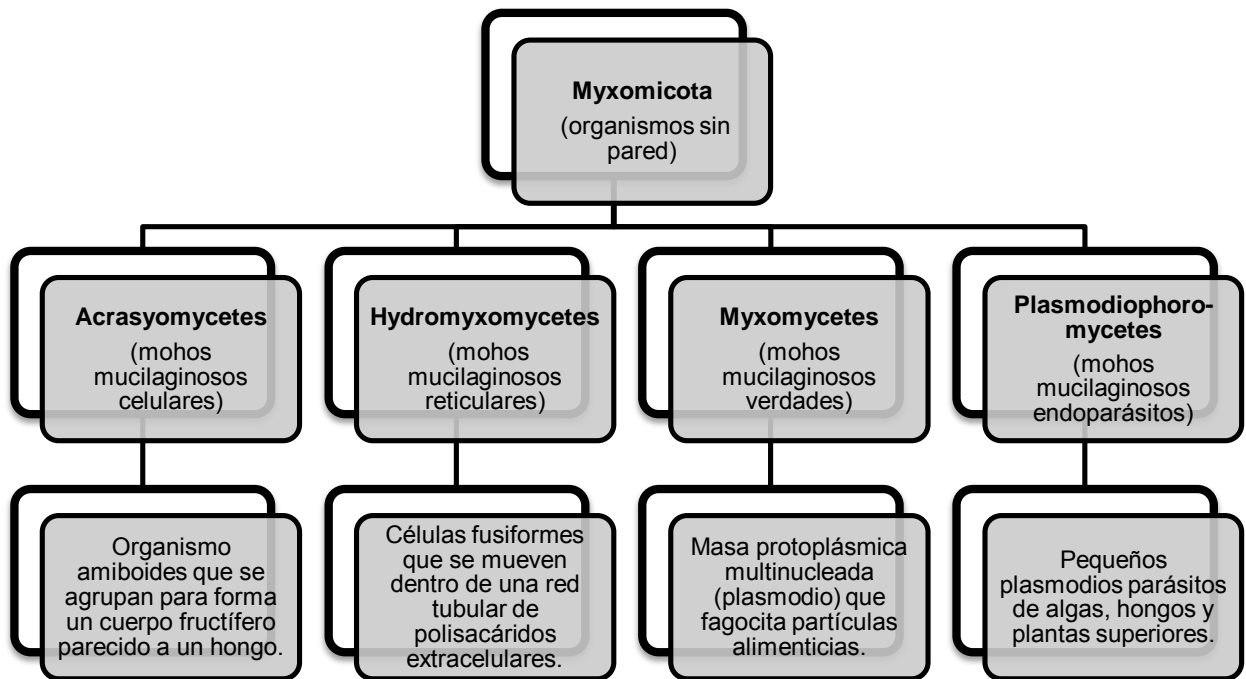 Myxomicota
(organismos sin
pared)
Acrasyomycetes
(mohos
mucilaginosos
celulares)
Hydromyxomycetes
(mohos
mucilaginosos
reticulares)
Myxomycetes
(mohos
mucilaginosos
verdades)
Plasmodiophoro-
mycetes
(mohos
mucilaginosos
endoparásitos)
Organismo
amiboides que se
agrupan para forma
un cuerpo fructífero
parecido a un hongo.
Células fusiformes
que se mueven
dentro de una red
tubular de
polisacáridos
extracelulares.
Masa protoplásmica
multinucleada
(plasmodio) que
fagocita partículas
alimenticias.
Pequeños
plasmodios parásitos
de algas, hongos y
plantas superiores.